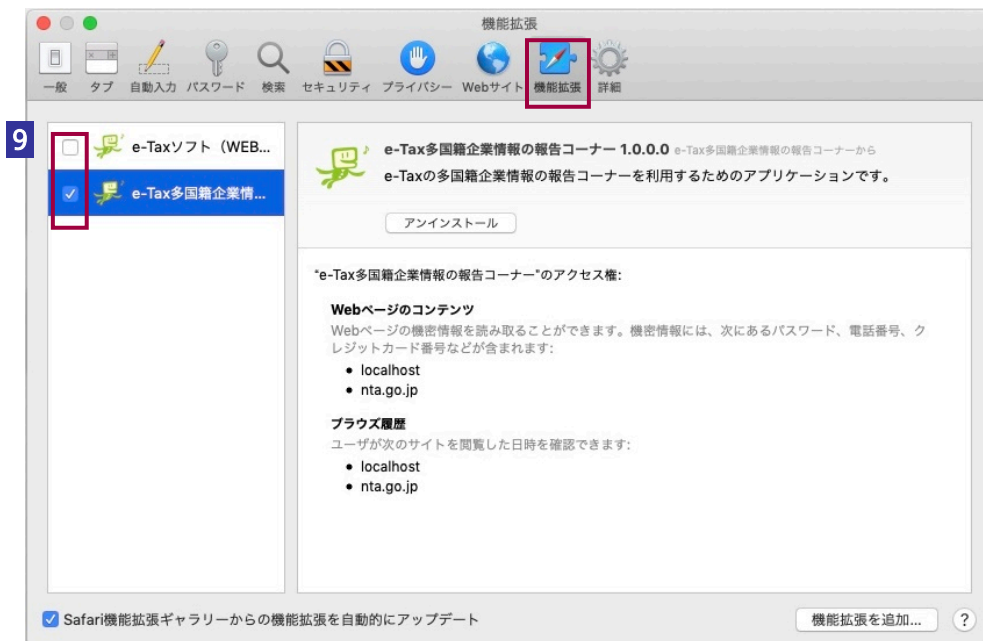 機能拡張
一般 タブ 自動入力 パスワード 検索 セキュリティ プライバシー Webサイト 機能拡張 詳細
9
e-Taxソフト（WEB...
e-Tax多国籍企業情...
e-Tax多国籍企業情報の報告コーナー 1.0.0.0 e-Tax多国籍企業情報の報告コーナーから
e-Taxの多国籍企業情報の報告コーナーを利用するためのアプリケーションです。
アンインストール
"e-Tax多国籍企業情報の報告コーナー"のアクセス権:
Webページのコンテンツ
Webページの機密情報を読み取ることができます。機密情報には、次にあるパスワード、電話番号、ク
レジットカード番号などが含まれます:
• localhost
• nta.go.jp
ブラウズ履歴
ユーザが次のサイトを閲覧した日時を確認できます:
• localhost
• nta.go.jp
Safari機能拡張ギャラリーからの機能拡張を自動的にアップデート
機能拡張を追加... ?